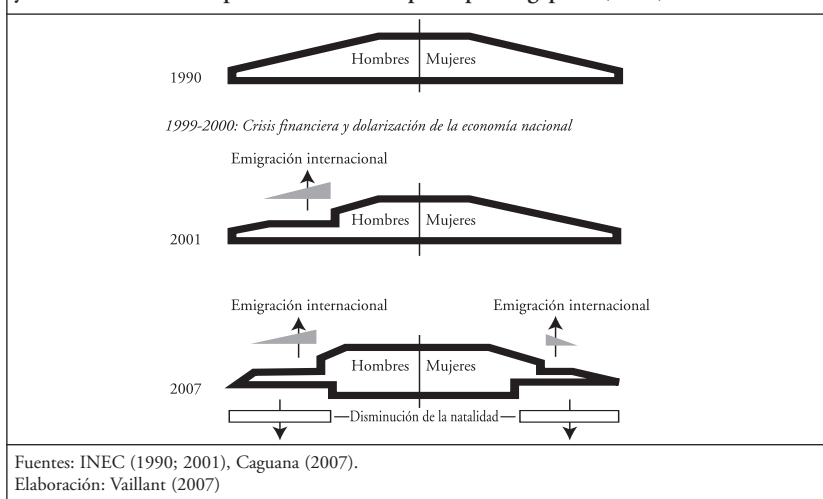 Hombres Mujeres
1990
1999-2000: Crisis financiera y dolarización de la economía nacional
Emigración internacional
Hombres Mujeres
2001
Emigración internacional Emigración internacional
Hombres Mujeres
2007
Disminución de la natalidad
Fuentes: INEC (1990; 2001), Caguana (2007).
Elaboración: Vaillant (2007)